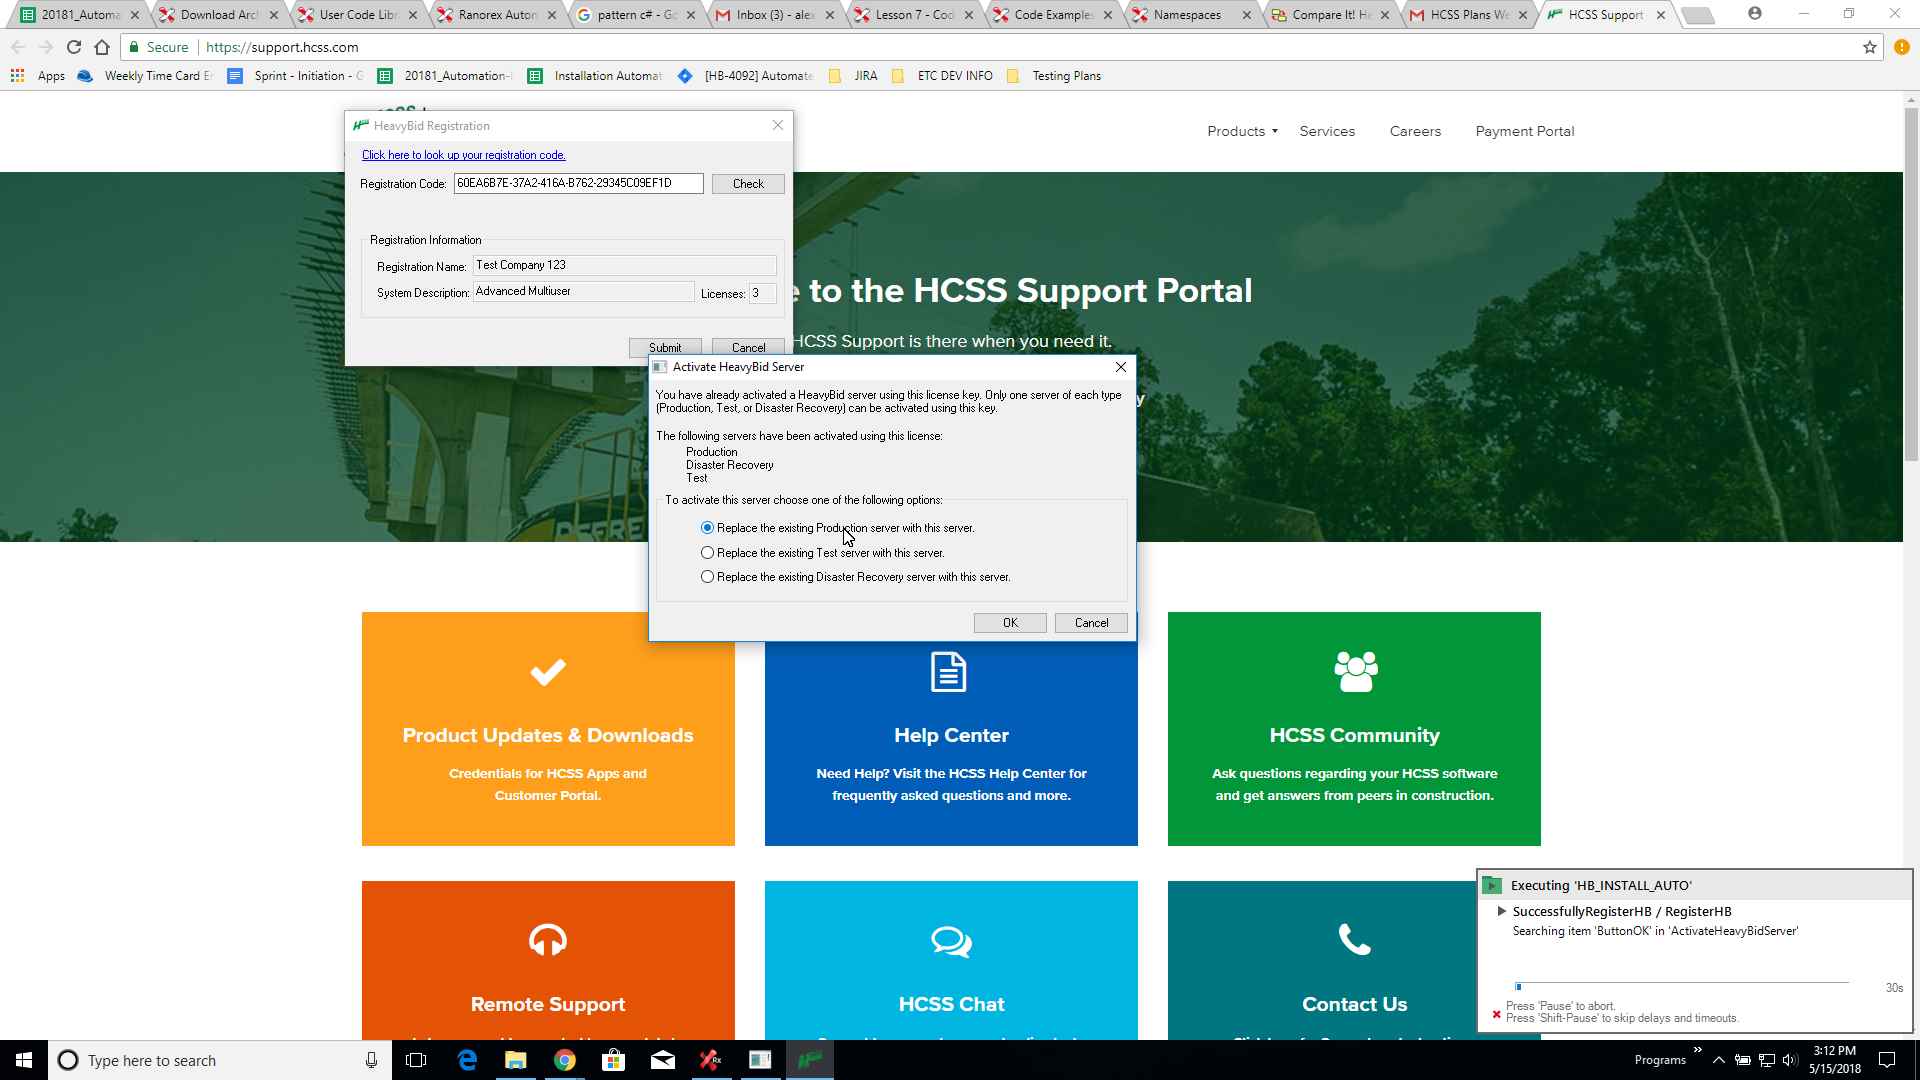 20181_Automa
Download Arc
User Code Libr
Ranorex Auton
pattern c# - Go
Inbox (3) - alex
Lesson 7 - Cod
Code Examples
Namespaces
Compare It! He
HCSS Plans We
HCSS Support
Secure
https://support.hcss.com
Apps
Weekly Time Card Er
Sprint - Initiation - G
20181_Automation-
Installation Automat
[HB-4092] Automate
JIRA
ETC DEV INFO
Testing Plans
Products
Services
Careers
Payment Portal
HeavyBid Registration
Click here to look up your registration code.
Registration Code:
60EA6B7E-37A2-416A-B762-29345C09EF1D
Check
Registration Information
Registration Name:
Test Company 123
System Description:
Advanced Multiuser
Licenses:
3
Submit
Cancel
e to the HCSS Support Portal
HCSS Support is there when you need it.
y
Activate HeavyBid Server
You have already activated a HeavyBid server using this license key. Only one server of each type
(Production, Test, or Disaster Recovery) can be activated using this key.
The following servers have been activated using this license:
Production
Disaster Recovery
Test
To activate this server choose one of the following options:
Replace the existing Production server with this server.
Replace the existing Test server with this server.
Replace the existing Disaster Recovery server with this server.
OK
Cancel
Product Updates & Downloads
Credentials for HCSS Apps and
Customer Portal.
Help Center
Need Help? Visit the HCSS Help Center for
frequently asked questions and more.
HCSS Community
Ask questions regarding your HCSS software
and get answers from peers in construction.
Remote Support
HCSS Chat
Contact Us
Executing 'HB_INSTALL_AUTO'
SuccessfullyRegisterHB / RegisterHB
Searching item 'ButtonOK' in 'ActivateHeavyBidServer'
30s
Press 'Pause' to abort.
Press 'Shift-Pause' to skip delays and timeouts.
Type here to search
Programs
3:12 PM
5/15/2018